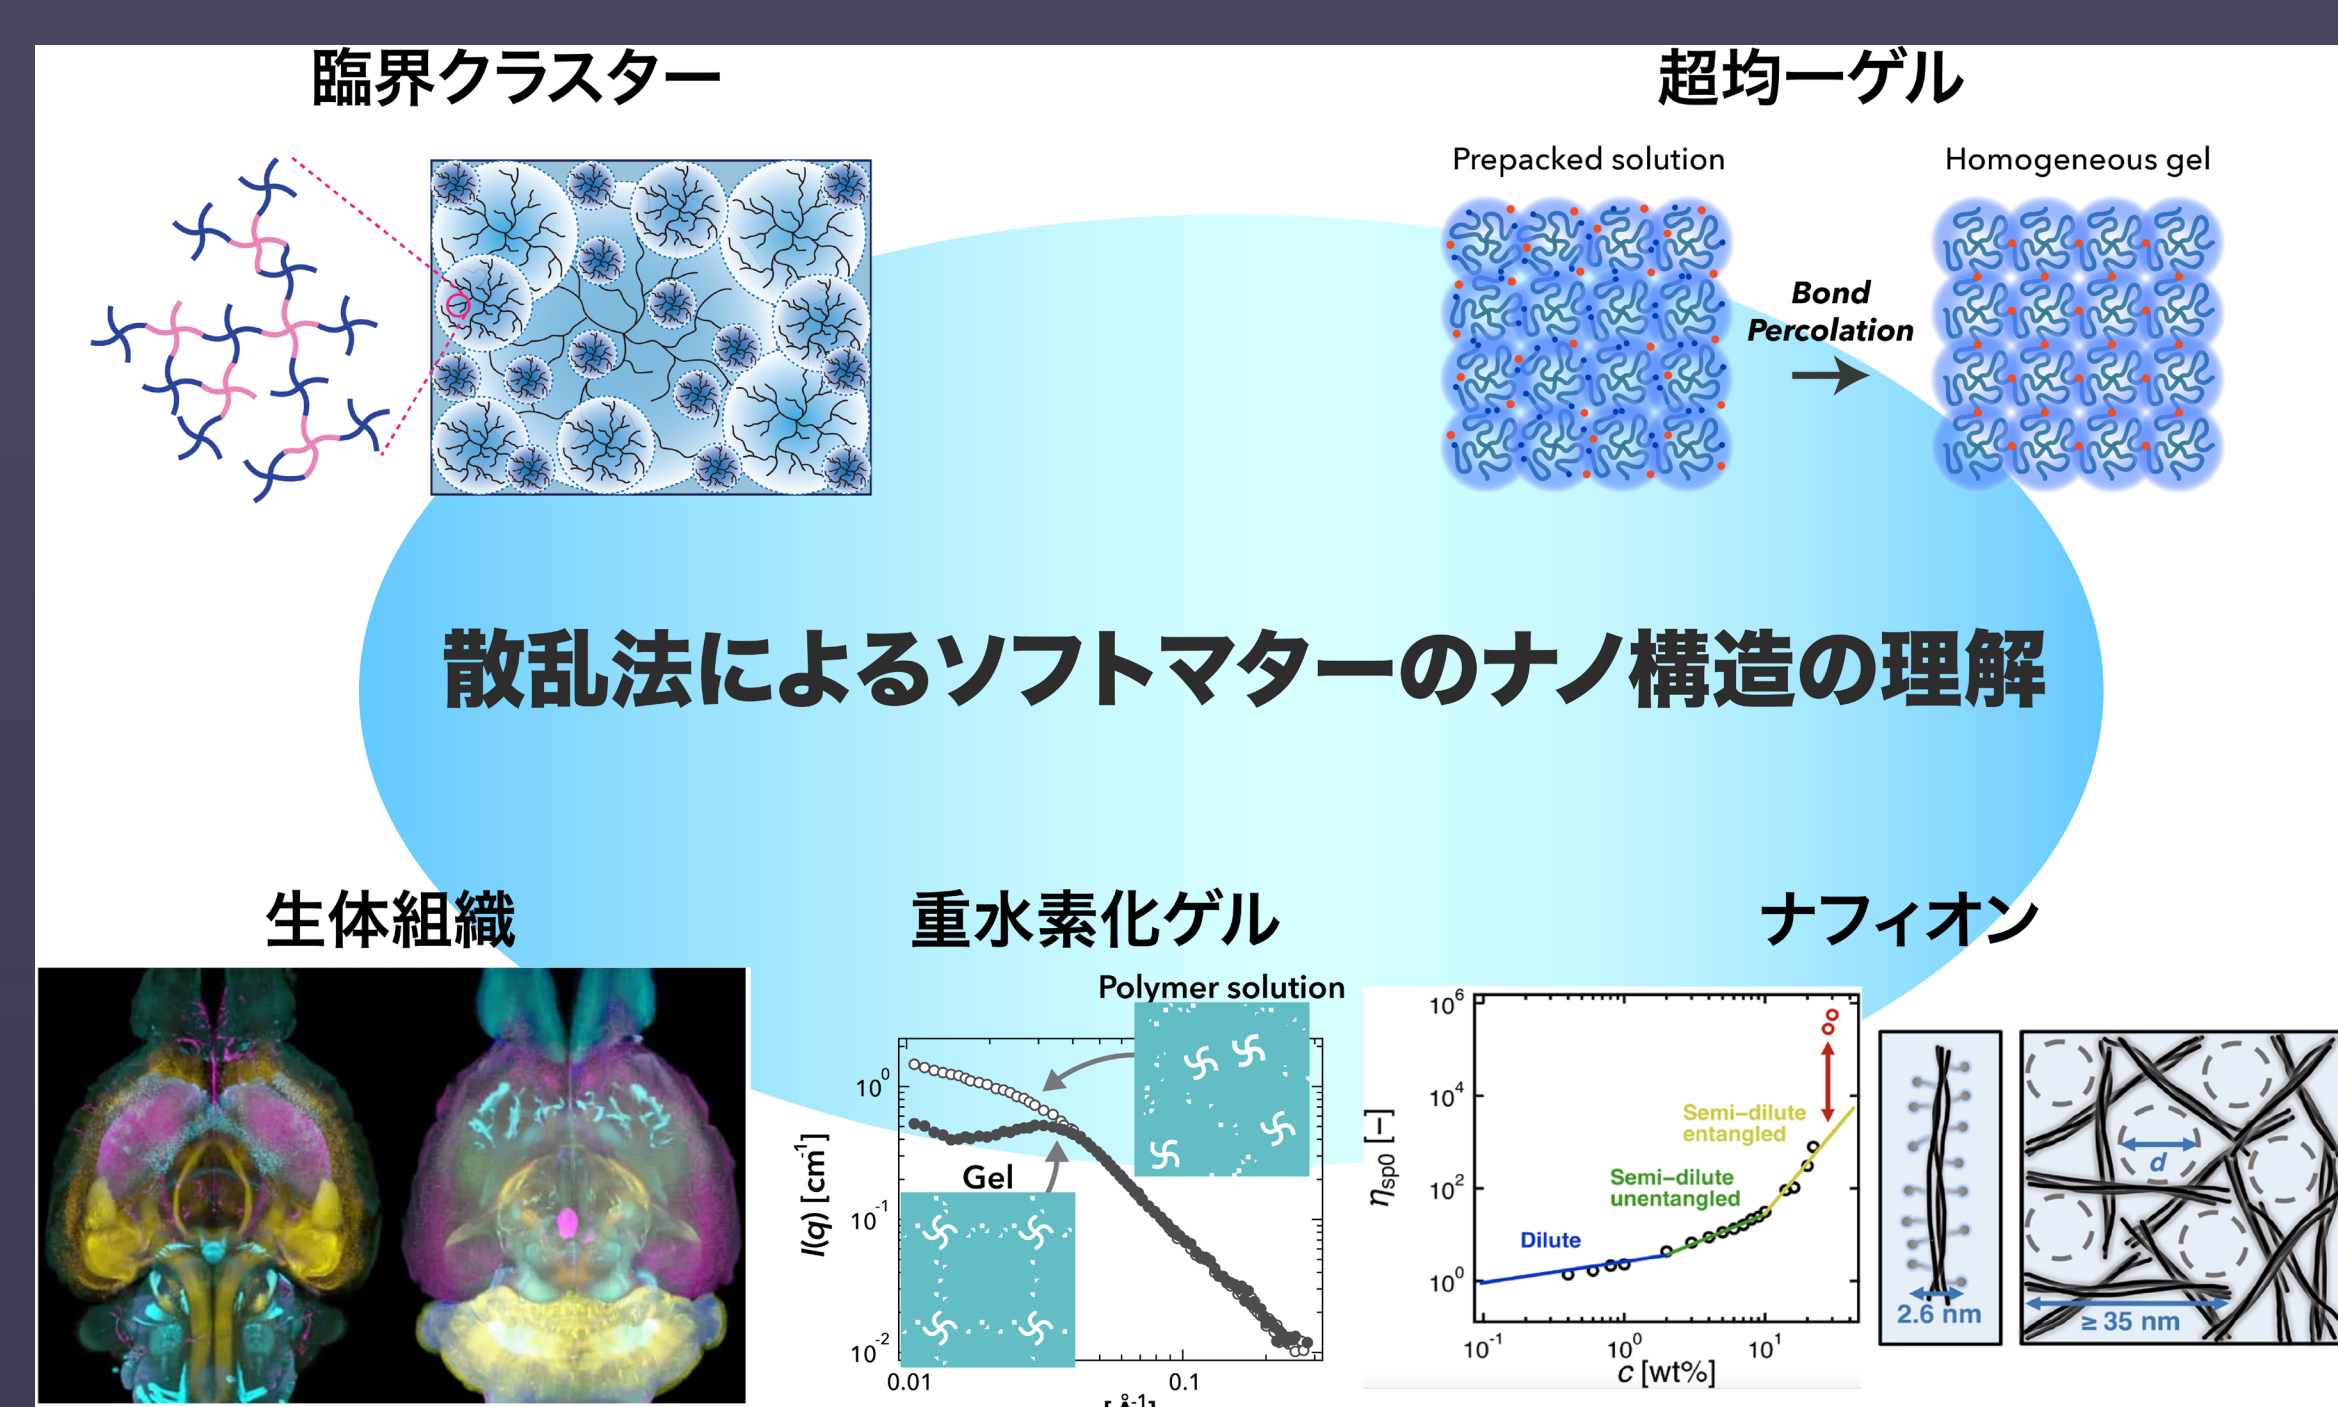 臨界クラスター
超均一ゲル
Prepacked solution
Homogeneous gel
Bond
Percolation
散乱法によるソフトマターのナノ構造の理解
生体組織
重水素化ゲル
ナフィオン
Polymer solution
Gel
I(q) [cm⁻¹]
10⁰
10⁻¹
10⁻²
0.01
0.1
[Å⁻¹]
ηsp0 [−]
10⁶
10⁴
10²
10⁰
Semi−dilute
entangled
Semi−dilute
unentangled
Dilute
10⁻¹
10⁰
10¹
c [wt%]
2.6 nm
d
≥ 35 nm